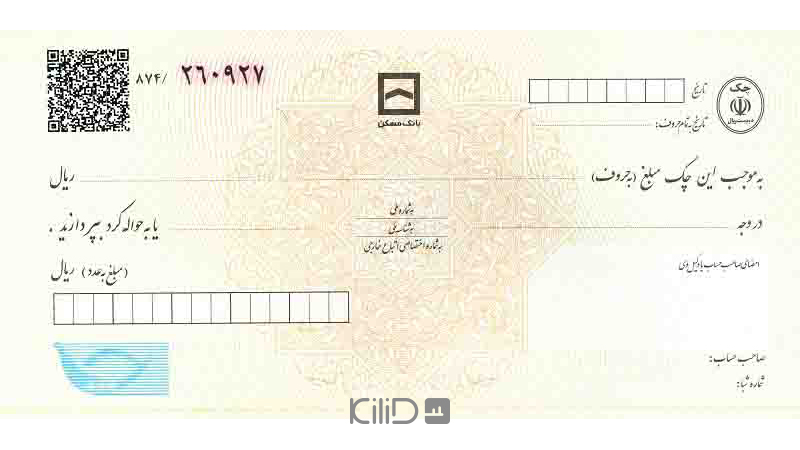 ۸۷۴/ ۲۶۰۹۲۷
بانک مسکن
چک
دویست ریال
تاریخ
تاریخ به تمام حروف:
به موجب این چک مبلغ (به حروف) ریال
در وجه به شماره ملی
به شناسه ملی
به شماره اختصاصی اتباع خارجی
یا به حواله کرد بپردازید.
(مبلغ به عدد) ریال
امضای صاحب حساب یا وکیل وی
صاحب حساب:
شماره شبا:
KiliD